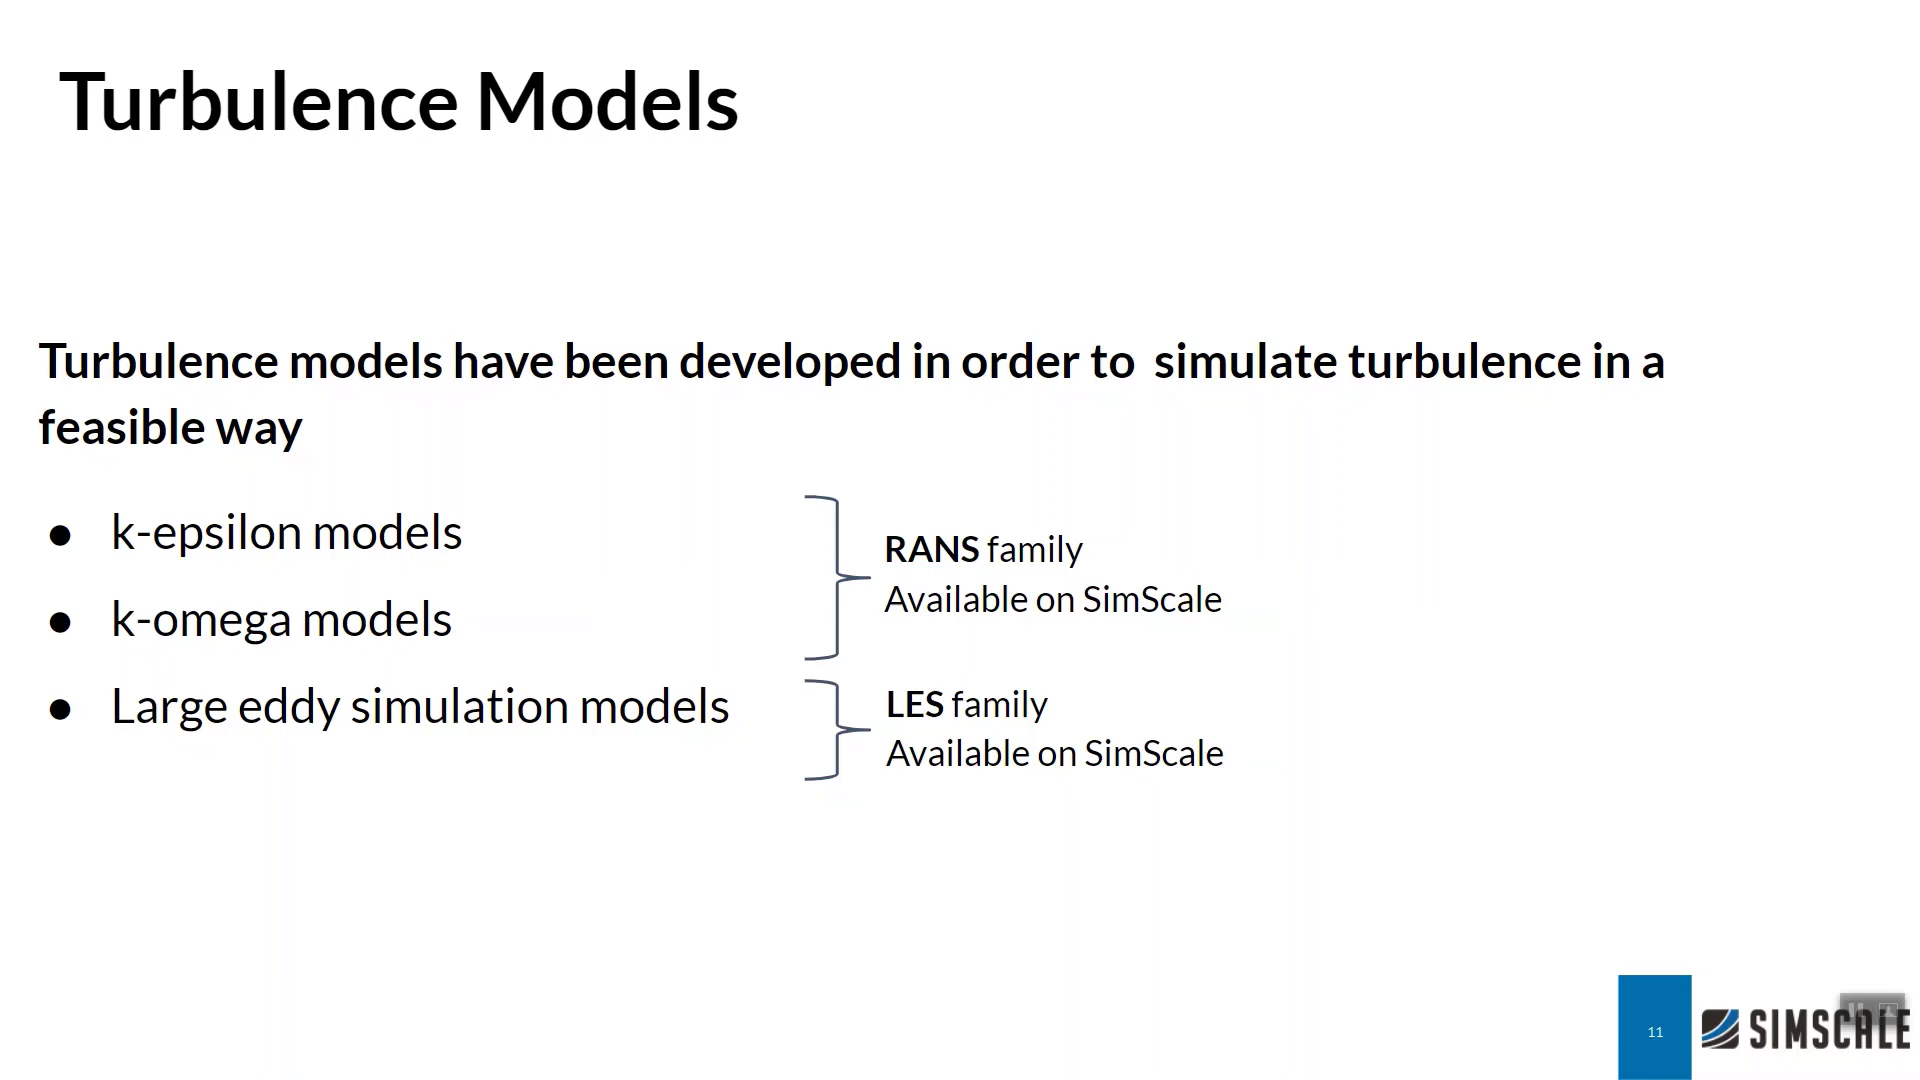 Turbulence Models
Turbulence models have been developed in order to simulate turbulence in a
feasible way
● k-epsilon models
● k-omega models
● Large eddy simulation models
RANS family
Available on SimScale
LES family
Available on SimScale
11
SIMSCALE